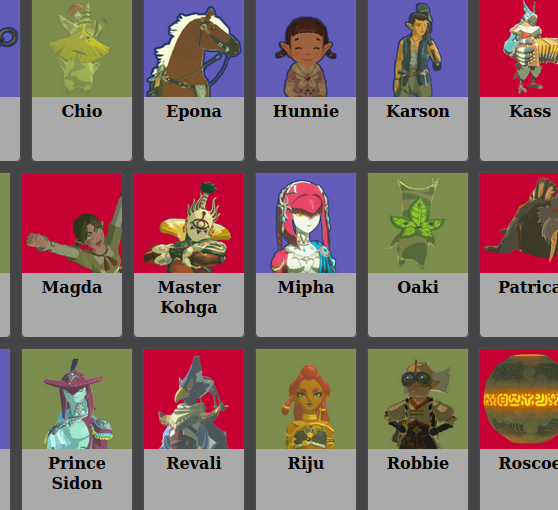 Chio
Epona
Hunnie
Karson
Kass
Magda
Master
Kohga
Mipha
Oaki
Patrica
Prince
Sidon
Revali
Riju
Robbie
Roscoe